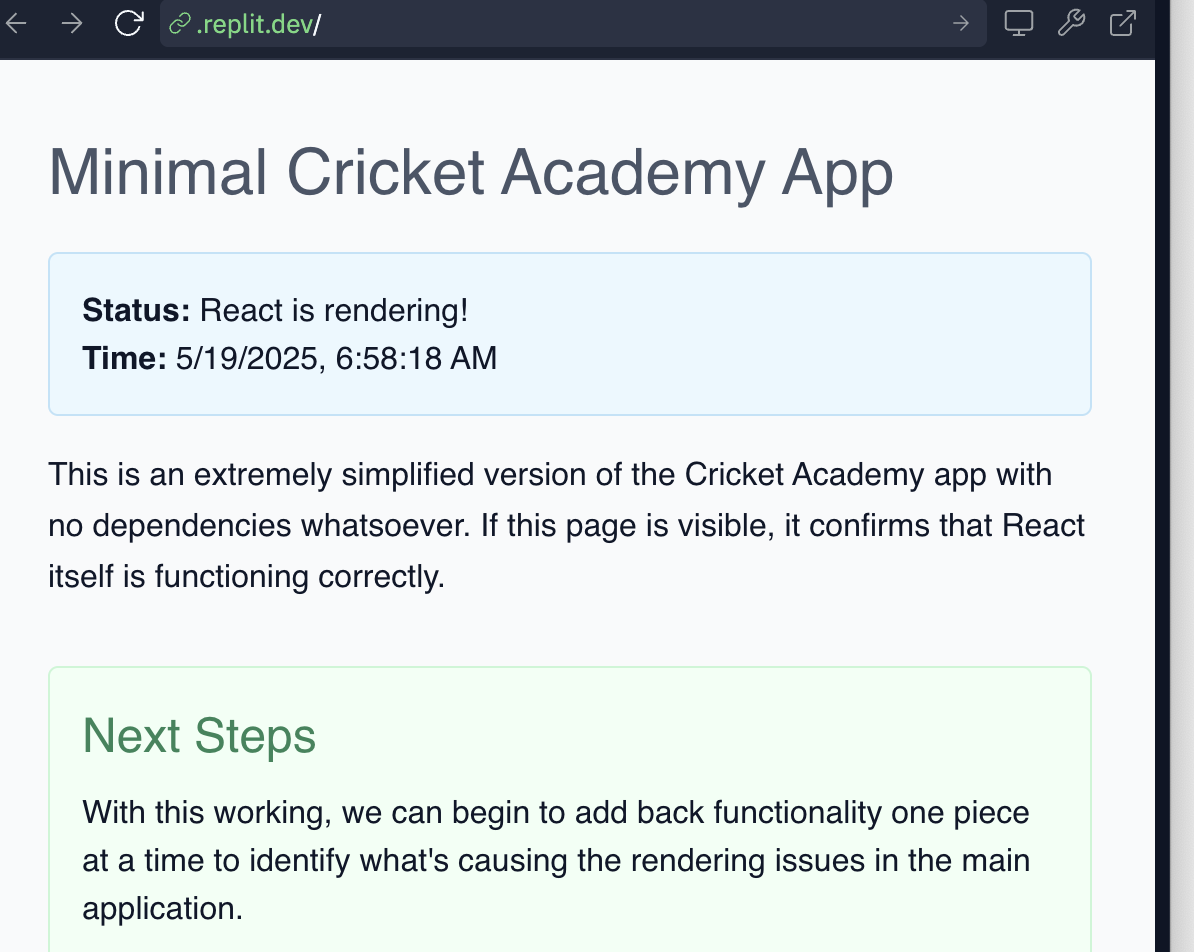 .replit.dev/
Minimal Cricket Academy App
Status: React is rendering!
Time: 5/19/2025, 6:58:18 AM
This is an extremely simplified version of the Cricket Academy app with
no dependencies whatsoever. If this page is visible, it confirms that React
itself is functioning correctly.
Next Steps
With this working, we can begin to add back functionality one piece
at a time to identify what's causing the rendering issues in the main
application.